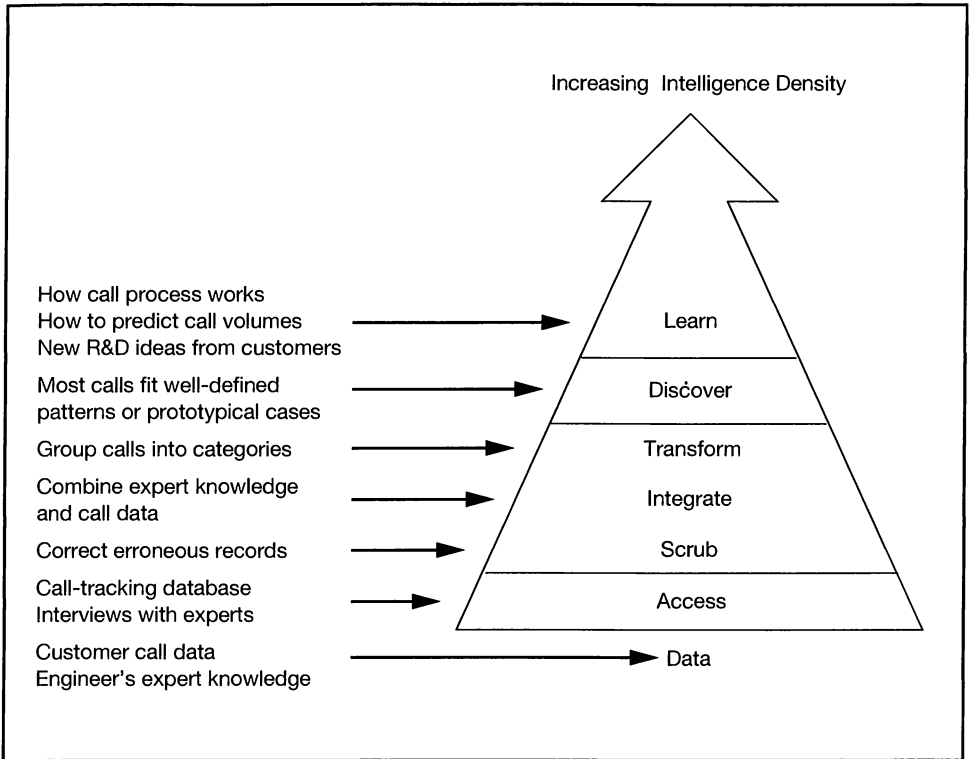 Increasing Intelligence Density
How call process works
How to predict call volumes
New R&D ideas from customers
Learn
Most calls fit well-defined
patterns or prototypical cases
Discover
Group calls into categories
Transform
Combine expert knowledge
and call data
Integrate
Correct erroneous records
Scrub
Call-tracking database
Interviews with experts
Access
Customer call data
Engineer's expert knowledge
Data